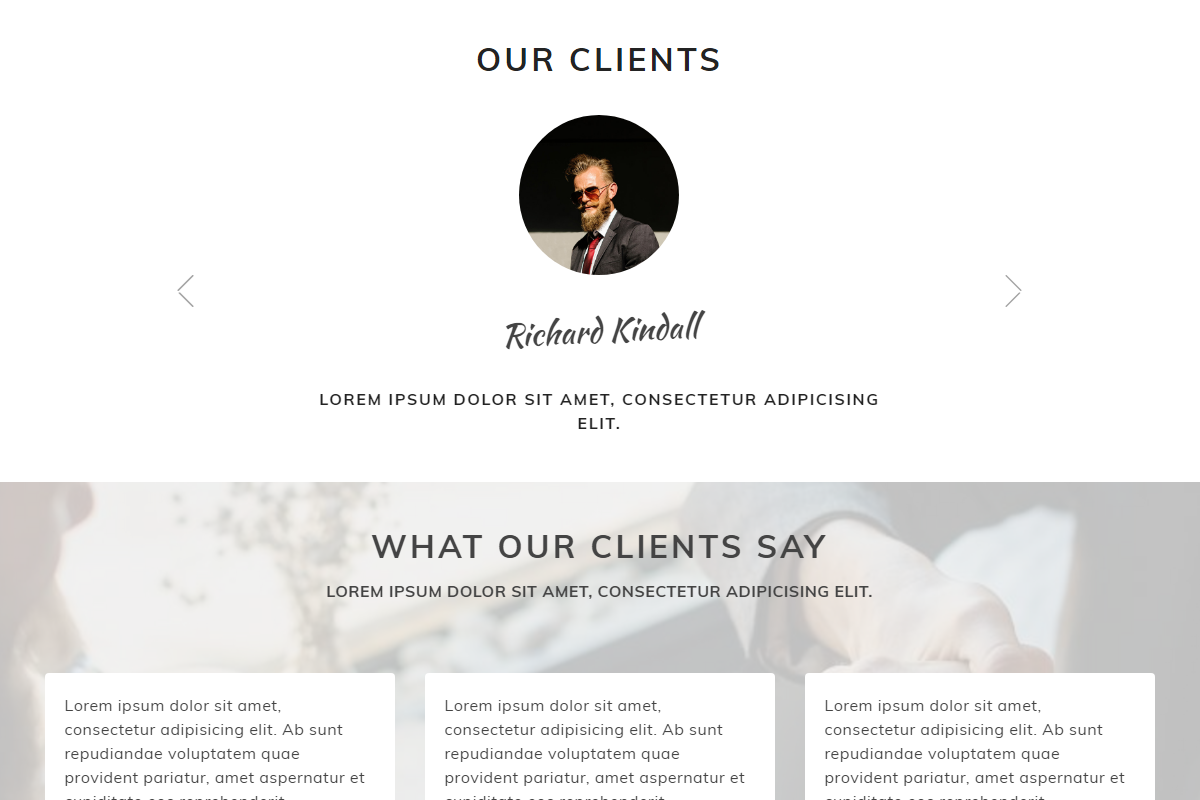 OUR CLIENTS
Richard Kindall
LOREM IPSUM DOLOR SIT AMET, CONSECTETUR ADIPICISING
ELIT.
WHAT OUR CLIENTS SAY
LOREM IPSUM DOLOR SIT AMET, CONSECTETUR ADIPICISING ELIT.
Lorem ipsum dolor sit amet,
consectetur adipisicing elit. Ab sunt
repudiandae voluptatem quae
provident pariatur, amet aspernatur et
Lorem ipsum dolor sit amet,
consectetur adipisicing elit. Ab sunt
repudiandae voluptatem quae
provident pariatur, amet aspernatur et
Lorem ipsum dolor sit amet,
consectetur adipisicing elit. Ab sunt
repudiandae voluptatem quae
provident pariatur, amet aspernatur et